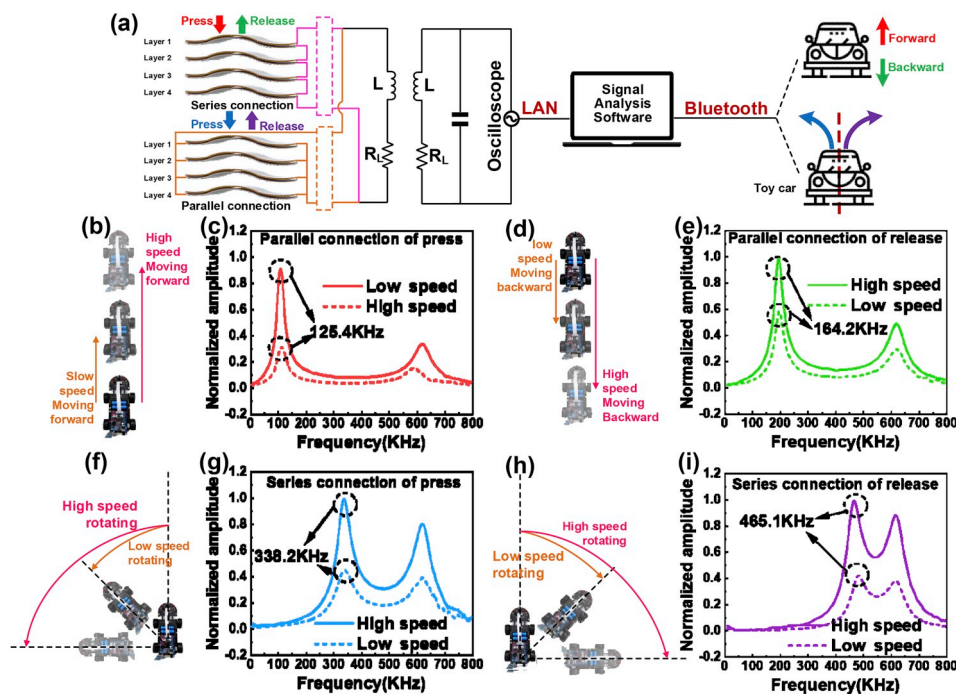 (a)
Press
Release
Layer 1
Layer 2
Layer 3
Layer 4
Series connection
Press
Release
Layer 1
Layer 2
Layer 3
Layer 4
Parallel connection
L
L
RL
RL
Oscilloscope
LAN
Signal
Analysis
Software
Bluetooth
Forward
Backward
Toy car
(b)
High
speed
Moving
forward
Slow
speed
Moving
forward
(c)
Parallel connection of press
Low speed
High speed
125.4KHz
Normalized amplitude
1.2
1.0
0.8
0.6
0.4
0.2
0.0
-0.2
0 100 200 300 400 500 600 700 800
Frequency(KHz)
(d)
low
speed
Moving
backward
High
speed
Moving
Backward
(e)
Parallel connection of release
High speed
Low speed
164.2KHz
Normalized amplitude
1.2
1.0
0.8
0.6
0.4
0.2
0.0
-0.2
0 100 200 300 400 500 600 700 800
Frequency(KHz)
(f)
High speed
rotating
Low speed
rotating
(g)
Series connection of press
338.2KHz
High speed
Low speed
Normalized amplitude
1.2
1.0
0.8
0.6
0.4
0.2
0.0
0 100 200 300 400 500 600 700 800
Frequency(KHz)
(h)
High speed
rotating
Low speed
rotating
(i)
Series connection of release
465.1KHz
High speed
Low speed
Normalized amplitude
1.2
1.0
0.8
0.6
0.4
0.2
0.0
0 100 200 300 400 500 600 700 800
Frequency(KHz)